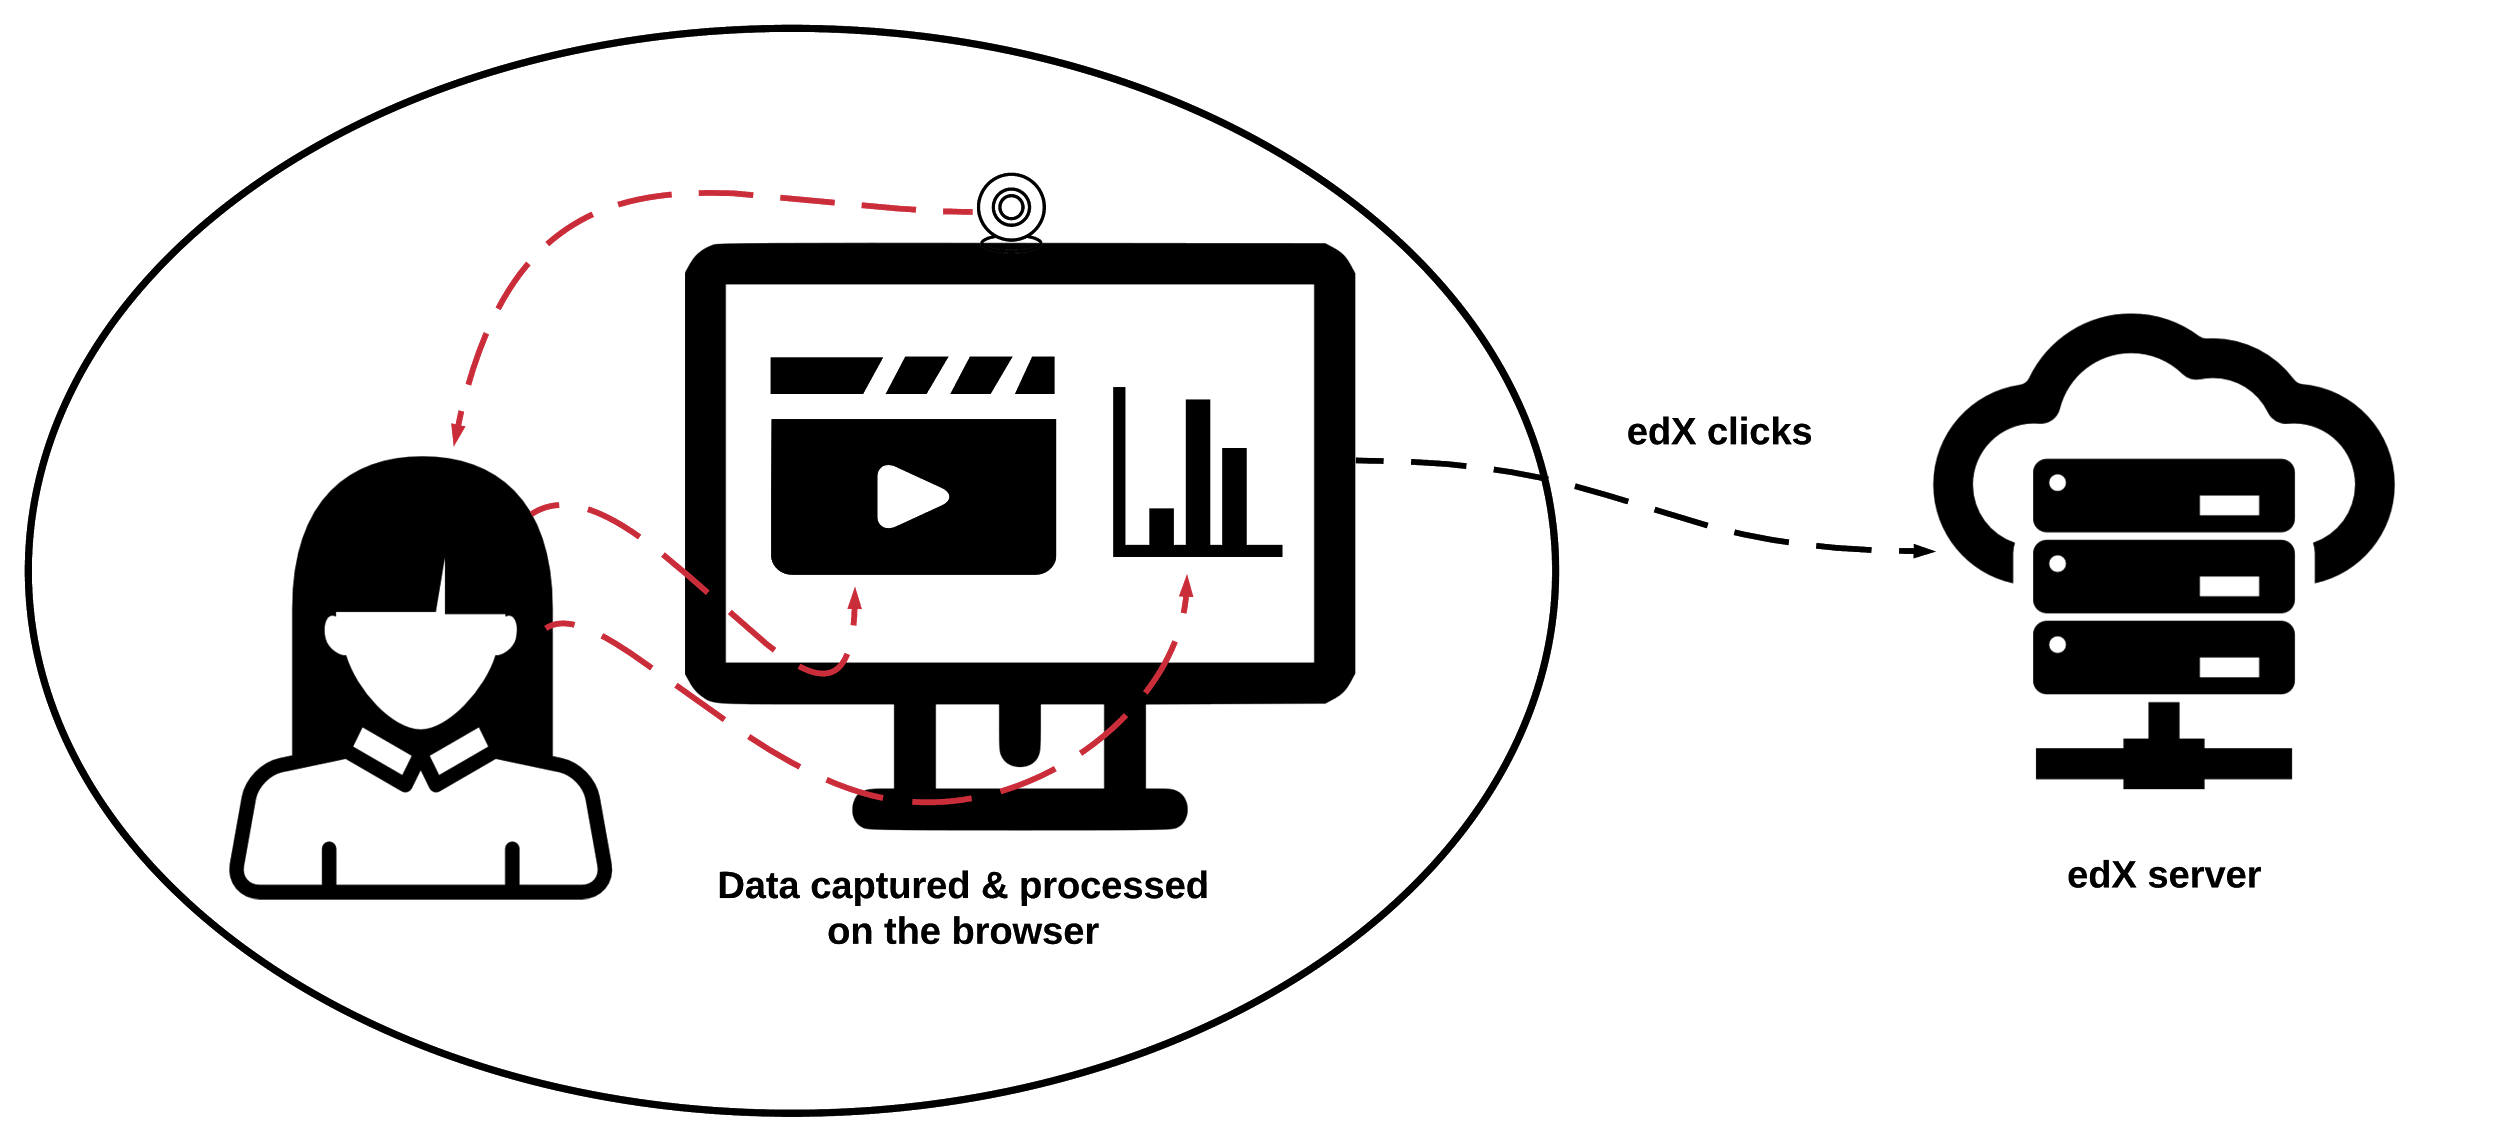 edX clicks
Data captured & processed
on the browser
edX server